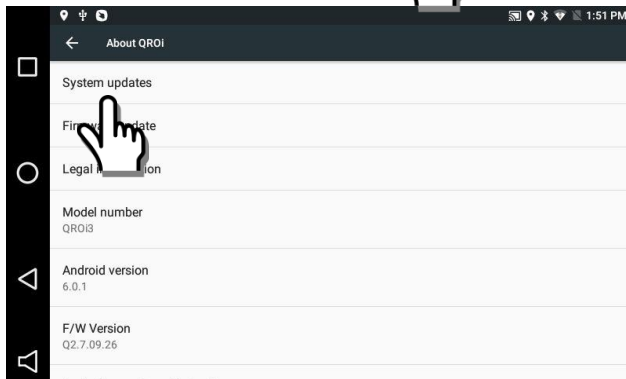 1:51 PM
About QROi
System updates
Legal
Model number
QROi3
Android version
6.0.1
F/W Version
Q2.7.09.26